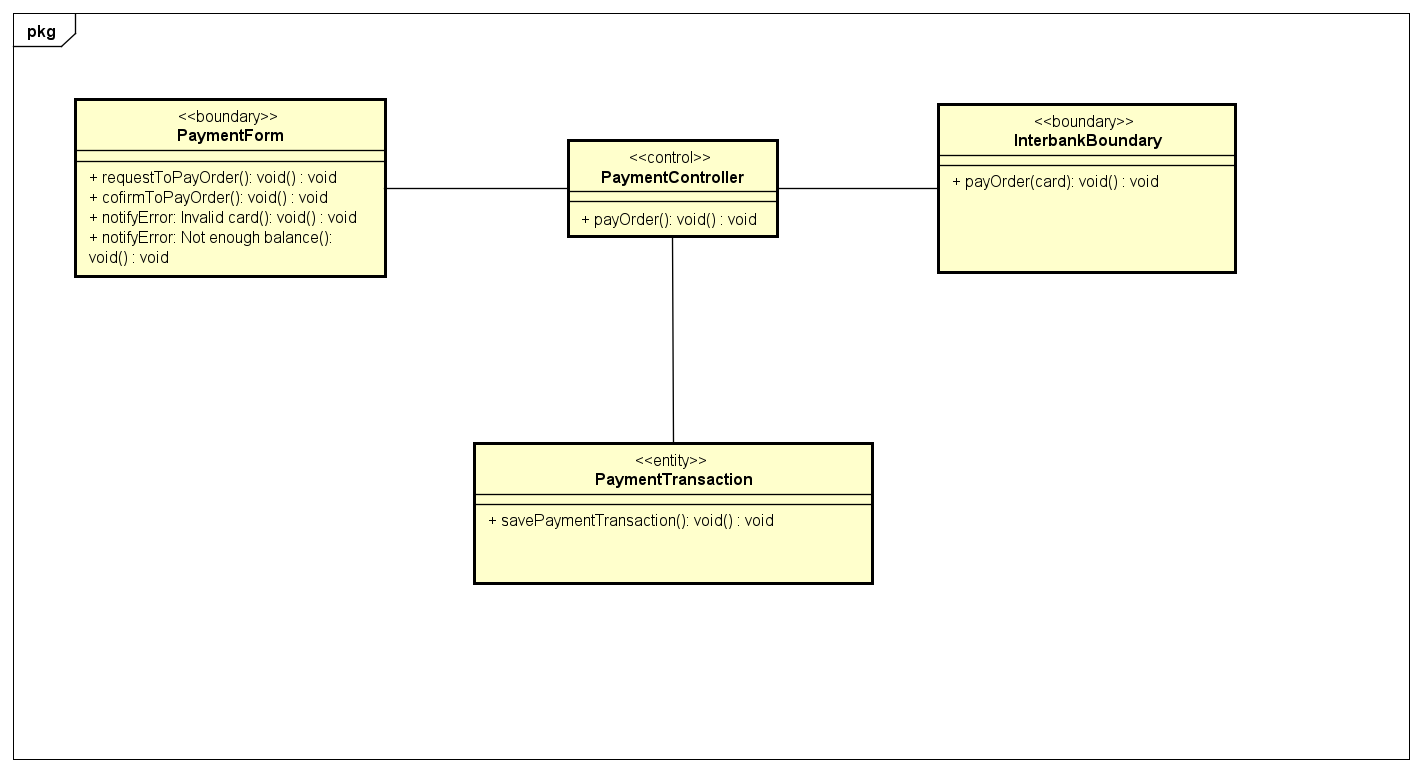 pkg
<<boundary>>
PaymentForm
+ requestToPayOrder(): void() : void
+ cofirmToPayOrder(): void() : void
+ notifyError: Invalid card(): void() : void
+ notifyError: Not enough balance():
void() : void
<<control>>
PaymentController
+ payOrder(): void() : void
<<boundary>>
InterbankBoundary
+ payOrder(card): void() : void
<<entity>>
PaymentTransaction
+ savePaymentTransaction(): void() : void